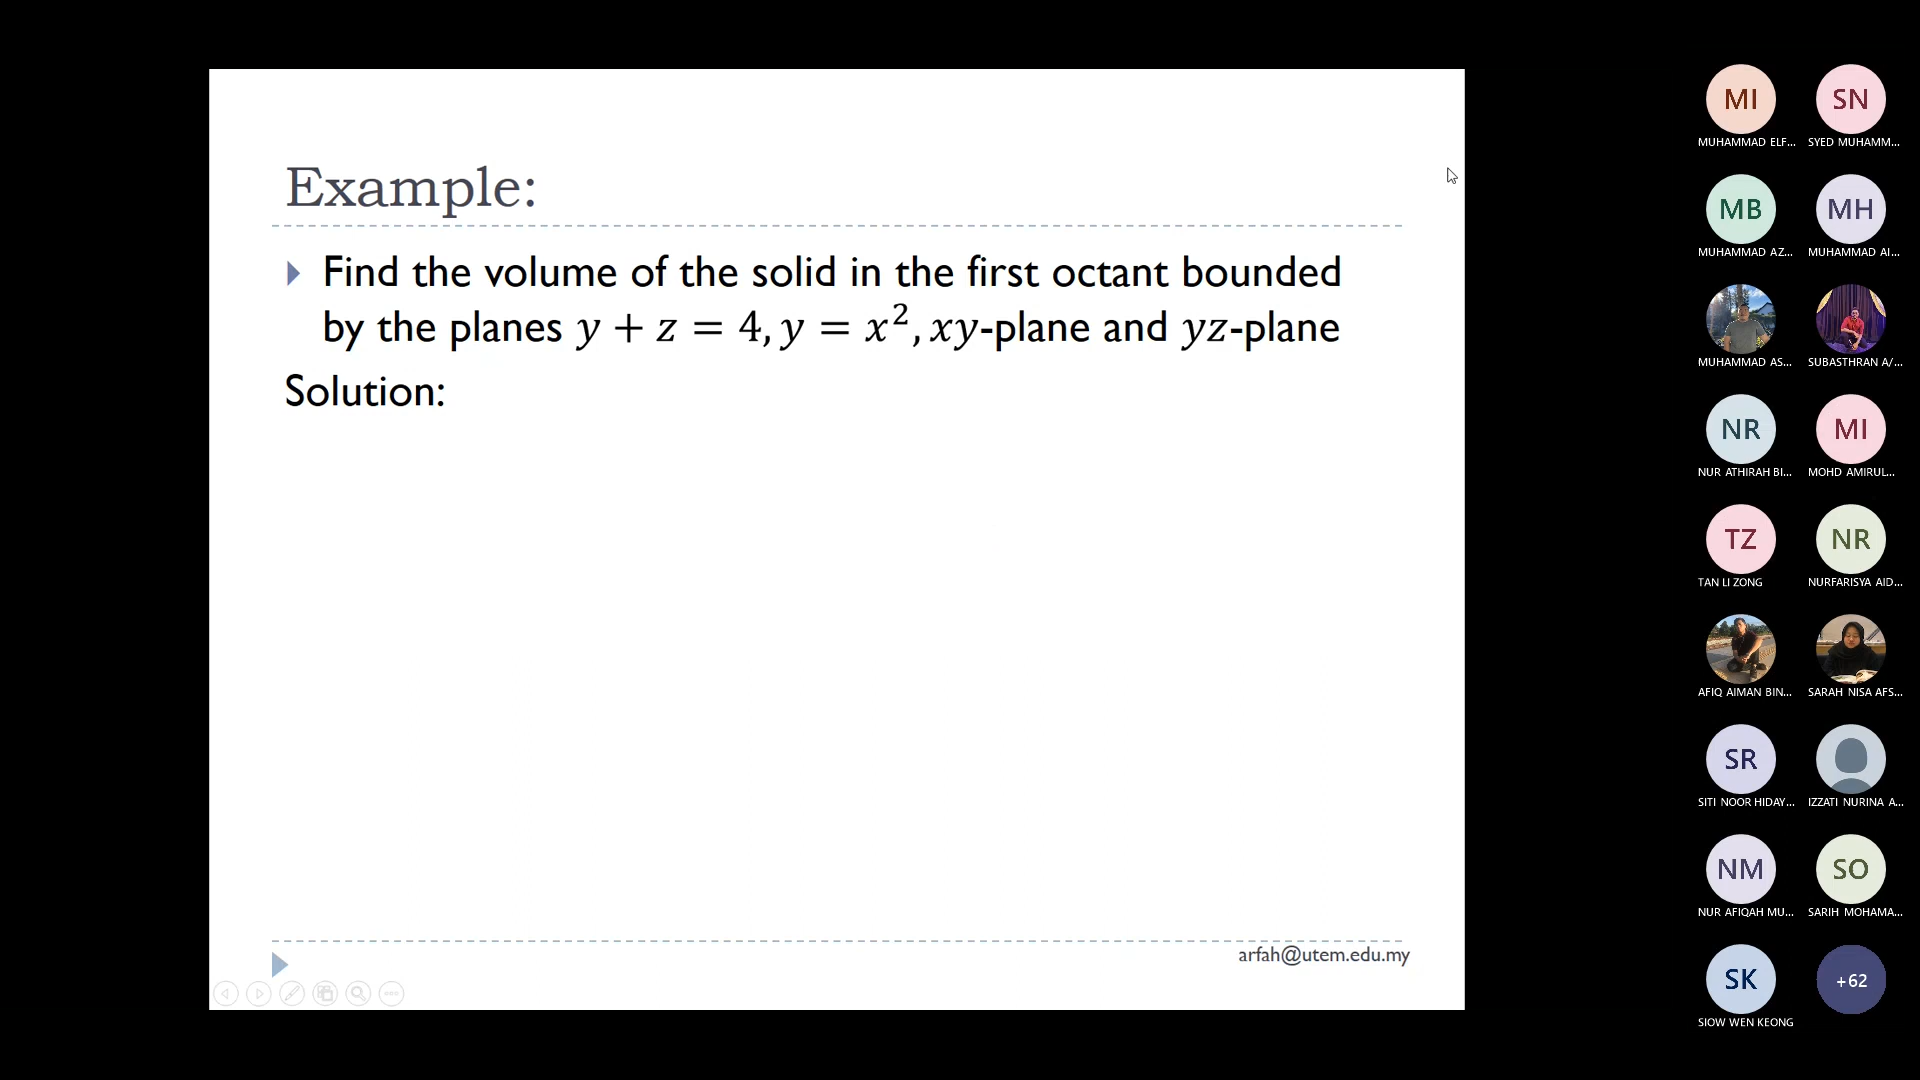 Example:
Find the volume of the solid in the first octant bounded
by the planes y + z = 4, y = x², xy-plane and yz-plane
Solution:
arfah@utem.edu.my
MI
SN
MUHAMMAD ELF...
SYED MUHAMM...
MB
MH
MUHAMMAD AZ...
MUHAMMAD AI...
MUHAMMAD AS...
SUBASTHRAN A/...
NR
MI
NUR ATHIRAH BI...
MOHD AMIRUL...
TZ
NR
TAN LI ZONG
NURFARISYA AID...
AFIQ AIMAN BIN...
SARAH NISA AFS...
SR
SITI NOOR HIDAY...
IZZATI NURINA A...
NM
SO
NUR AFIQAH MU...
SARIH MOHAMA...
SK
+62
SIOW WEN KEONG